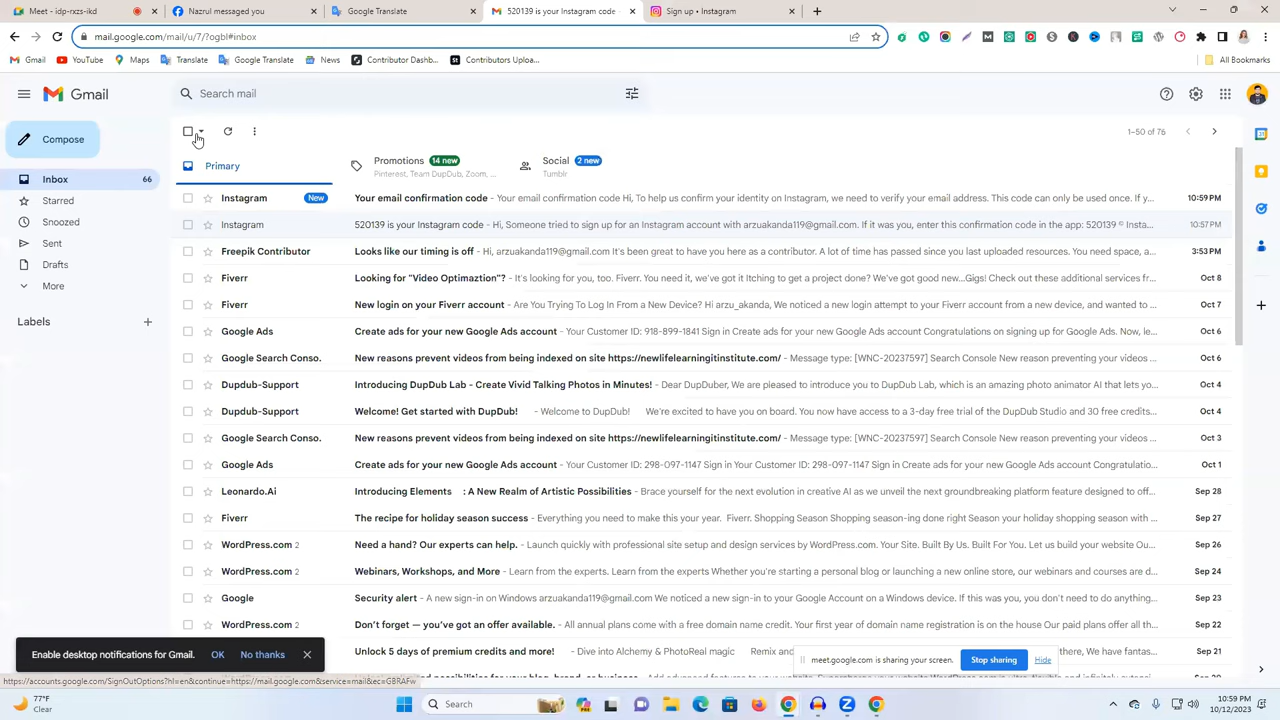 Meet - idp-rxzs-ikd
Nazrul messaged you
Google Translate
520139 is your Instagram code -
Sign up • Instagram
mail.google.com/mail/u/7/?ogbl#inbox
Gmail YouTube Maps Translate Google Translate News Contributor Dashb... Contributors Uploa... All Bookmarks
Gmail
Search mail
Compose
1–50 of 76
Inbox 66
Starred
Snoozed
Sent
Drafts
More
Labels
Primary
Promotions 14 new
Pinterest, Team DupDub, Zoom, ...
Social 2 new
Tumblr
Instagram New Your email confirmation code - Your email confirmation code Hi, To help us confirm your identity on Instagram, we need to verify your email address. This code can only be used once. If y... 10:59 PM
Instagram 520139 is your Instagram code - Hi, Someone tried to sign up for an Instagram account with arzuakanda119@gmail.com. If it was you, enter this confirmation code in the app: 520139 © Insta... 10:57 PM
Freepik Contributor Looks like our timing is off - Hi, arzuakanda119@gmail.com It's been great to have you here as a contributor. A lot of time has passed since you last uploaded resources. You need space, a... 3:53 PM
Fiverr Looking for "Video Optimaztion"? - It's looking for you, too. Fiverr. You need it, we've got it Itching to get a project done? We've got good new...Gigs! Check out these additional services fr... Oct 8
Fiverr New login on your Fiverr account - Are You Trying To Log In From a New Device? Hi arzu_akanda, We noticed a new login attempt to your Fiverr account from a new device, and wanted to ... Oct 7
Google Ads Create ads for your new Google Ads account - Your Customer ID: 918-899-1841 Sign in Create ads for your new Google Ads account Congratulations on signing up for Google Ads. Now, le... Oct 6
Google Search Conso. New reasons prevent videos from being indexed on site https://newlifelearningitinstitute.com/ - Message type: [WNC-20237597] Search Console New reason preventing your videos ... Oct 6
Dupdub-Support Introducing DupDub Lab - Create Vivid Talking Photos in Minutes! - Dear DupDuber, We are pleased to introduce you to DupDub Lab, which is an amazing photo animator AI that lets yo... Oct 4
Dupdub-Support Welcome! Get started with DupDub! - Welcome to DupDub! We're excited to have you on board. You now have access to a 3-day free trial of the DupDub Studio and 30 free credits... Oct 4
Google Search Conso. New reasons prevent videos from being indexed on site https://newlifelearningitinstitute.com/ - Message type: [WNC-20237597] Search Console New reason preventing your videos ... Oct 3
Google Ads Create ads for your new Google Ads account - Your Customer ID: 298-097-1147 Sign in Your Customer ID: 298-097-1147 Sign in Create ads for your new Google Ads account Congratulatio... Oct 1
Leonardo.Ai Introducing Elements : A New Realm of Artistic Possibilities - Brace yourself for the next evolution in creative AI as we unveil the next groundbreaking platform feature designed to off... Sep 28
Fiverr The recipe for holiday season success - Everything you need to make this your year. Fiverr. Shopping Season Shopping season-ing done right Season your holiday shopping season with ... Sep 27
WordPress.com 2 Need a hand? Our experts can help. - Launch quickly with professional site setup and design services by WordPress.com. Your Site. Built By Us. Built For You. Let us build your website Ou... Sep 26
WordPress.com 2 Webinars, Workshops, and More - Learn from the experts. Learn from the experts Whether you're starting a personal blog or launching a new online store, our webinars and courses are d... Sep 24
Google Security alert - A new sign-in on Windows arzuakanda119@gmail.com We noticed a new sign-in to your Google Account on a Windows device. If this was you, you don't need to do anything... Sep 23
WordPress.com 2 Don't forget — you've got an offer available. - All annual plans come with a free domain name credit. Your first year of domain name registration is on the house Our paid plans offer all th... Sep 22
Unlock 5 days of premium credits and more! - Dive into Alchemy & PhotoReal magic Remix and Sep 21
Enable desktop notifications for Gmail. OK No thanks
meet.google.com is sharing your screen. Stop sharing Hide
https://accounts.google.com/SignOutOptions?hl=en&continue=https://mail.google.com&service=mail&ec=GBRAFw
77°F
Clear
Search
10:59 PM
10/12/2023